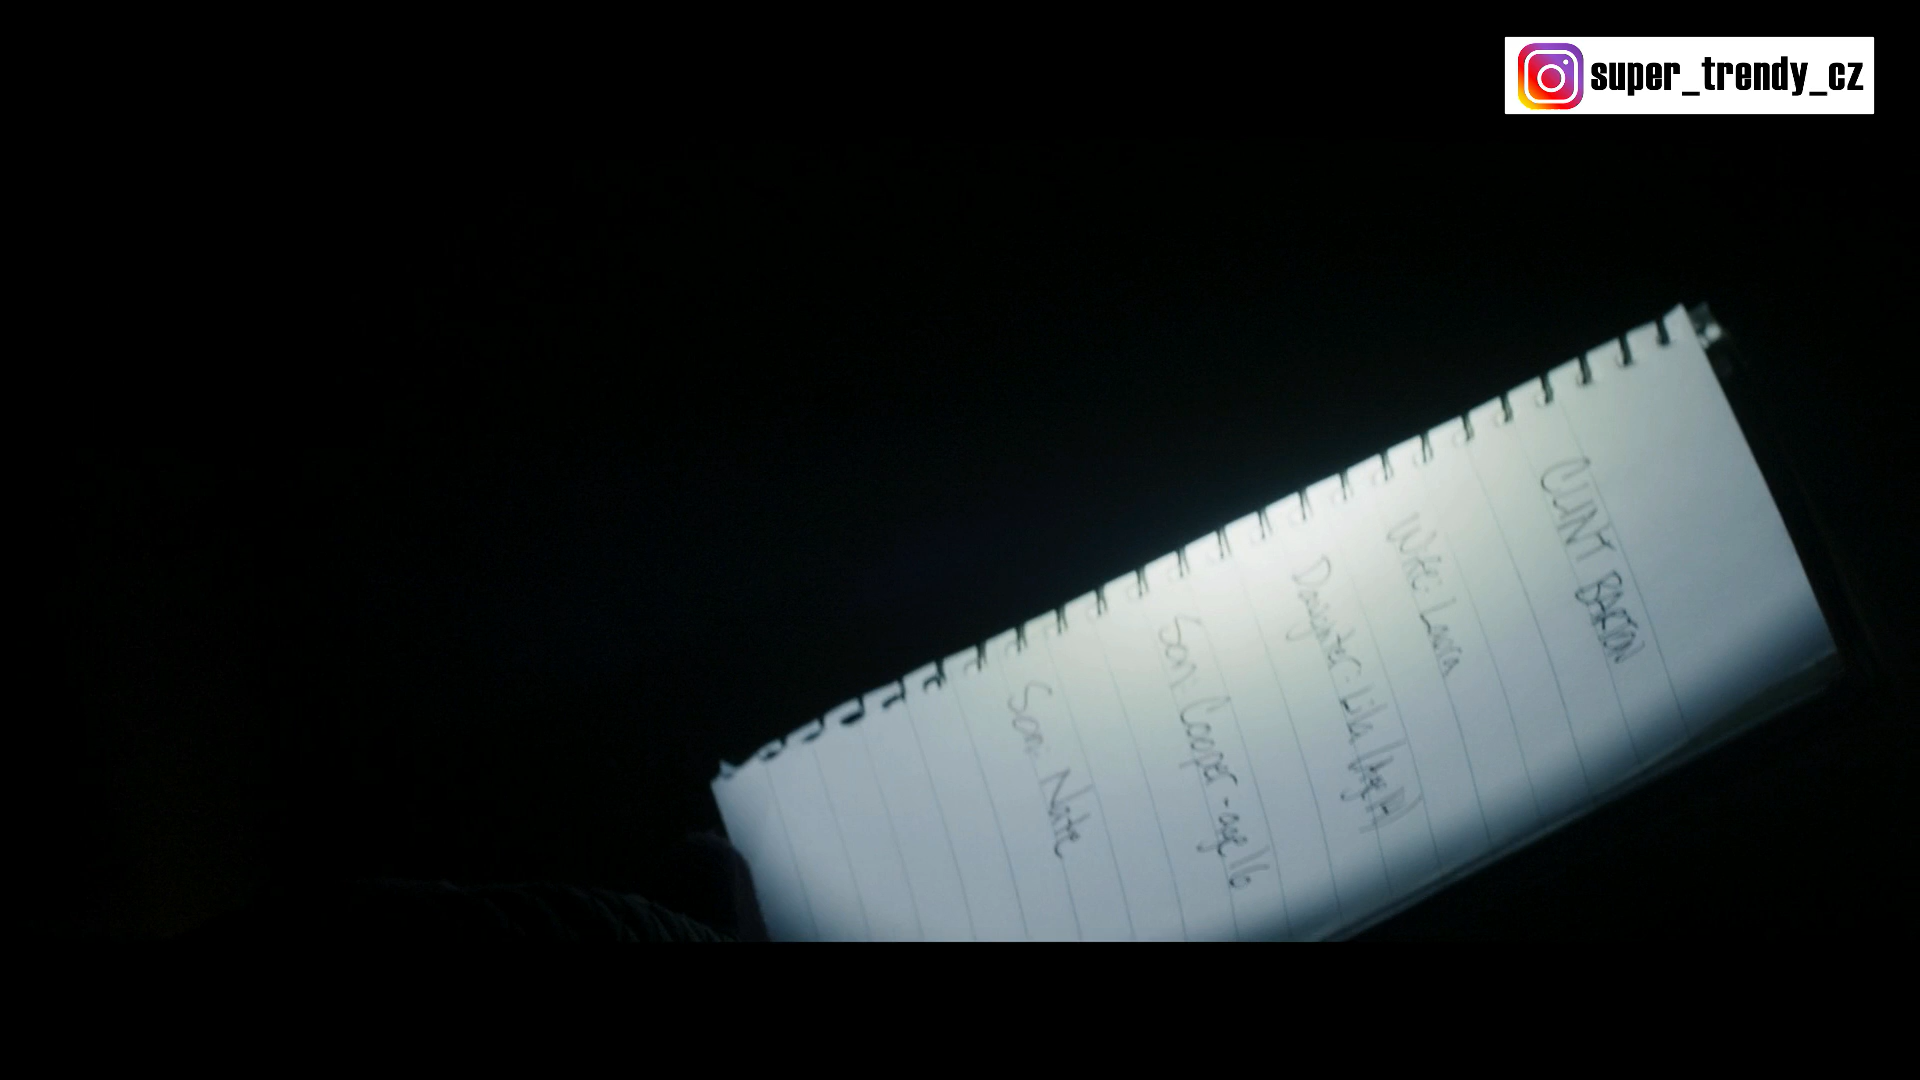 super_trendy_cz
CLINT BARTON
Wife: Laura
Daughter: Lila (Age 14)
Son: Cooper - age 16
Son: Nate